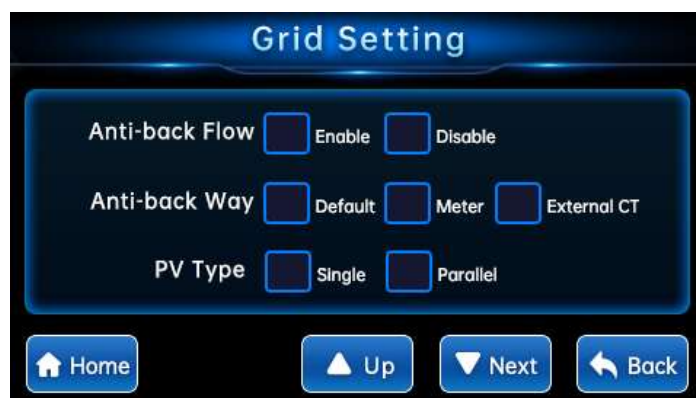 Grid Setting
Anti-back Flow Enable Disable
Anti-back Way Default Meter External CT
PV Type Single Parallel
Home Up Next Back